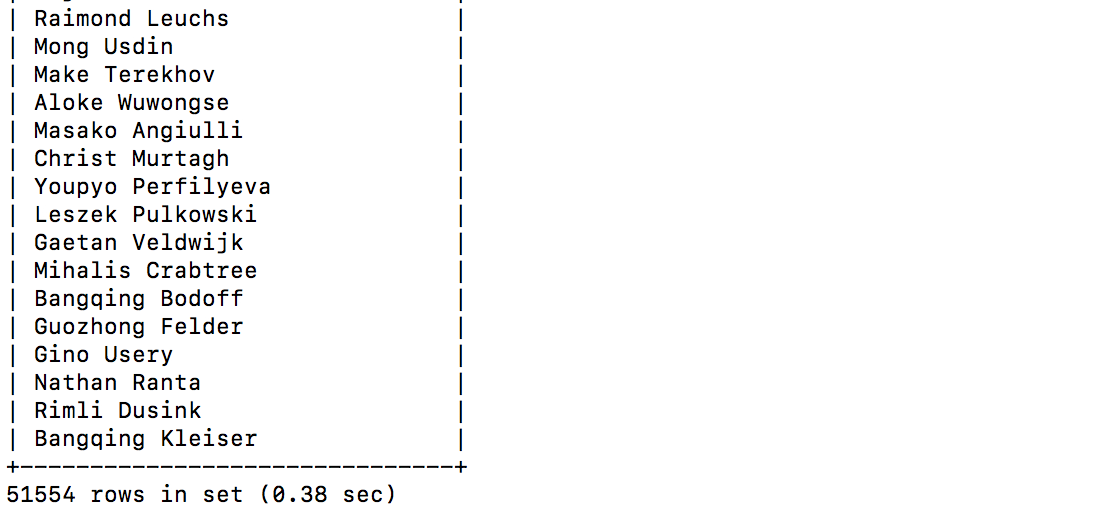 | Raimond Leuchs |
| Mong Usdin |
| Make Terekhov |
| Aloke Wuwongse |
| Masako Angiulli |
| Christ Murtagh |
| Youpyo Perfilyeva |
| Leszek Pulkowski |
| Gaetan Veldwijk |
| Mihalis Crabtree |
| Bangqing Bodoff |
| Guozhong Felder |
| Gino Usery |
| Nathan Ranta |
| Rimli Dusink |
| Bangqing Kleiser |
+-------------------------------+
51554 rows in set (0.38 sec)